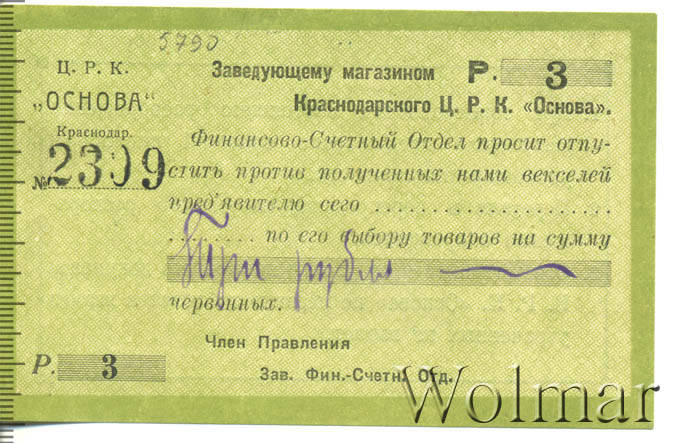 5790
Ц. Р. К.
„ОСНОВА“
Краснодар.
№ 2309
Заведующему магазином Р. 3
Краснодарского Ц. Р. К. «Основа».
Финансово-Счетный Отдел просит отпу-
стить против полученных нами векселей
пред'явителю сего . . . . . . . . . . . . . . . . . . .
. . . . . . . по его выбору товаров на сумму
Три рубля
червонных.
Член Правления
Р. 3
Зав. Фин.-Счетн. Отд.
Wolmar